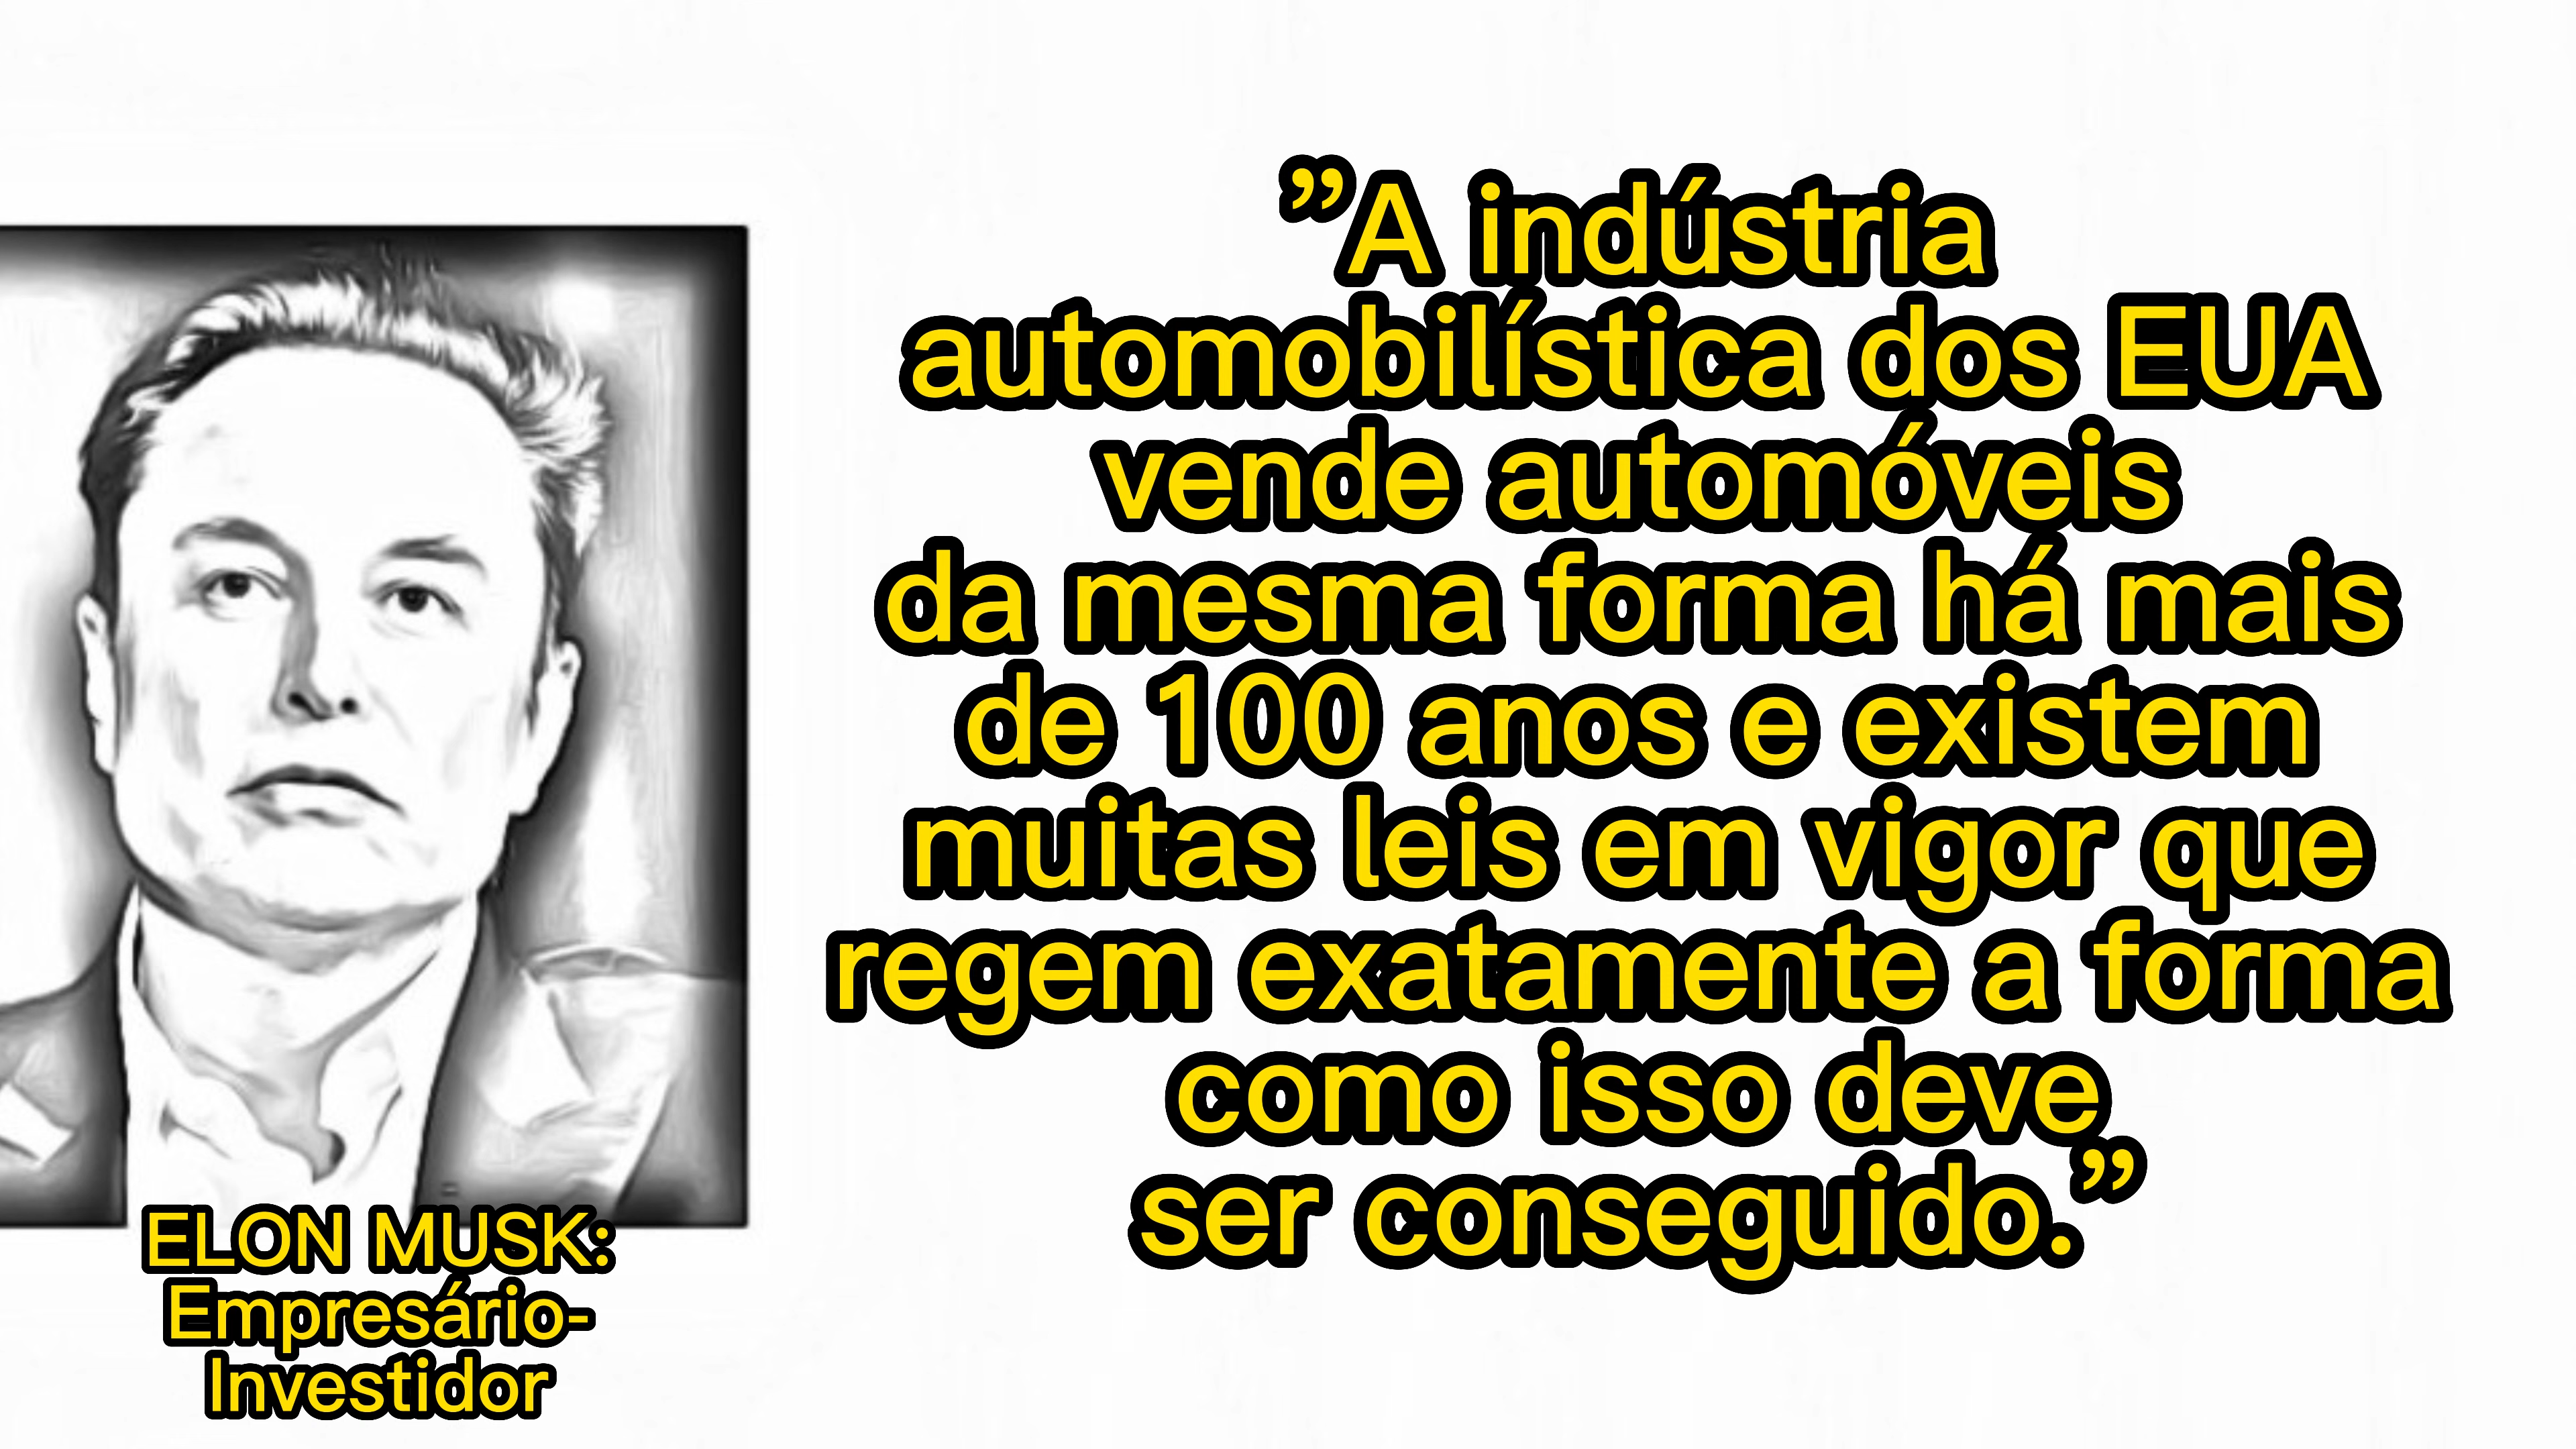 ”A indústria
automobilística dos EUA
vende automóveis
da mesma forma há mais
de 100 anos e existem
muitas leis em vigor que
regem exatamente a forma
como isso deve
ser conseguido.”
ELON MUSK:
Empresário-
Investidor